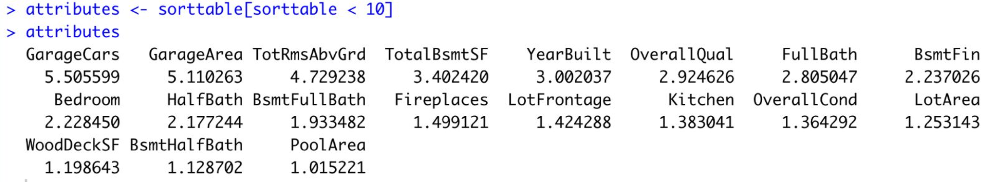 > attributes <- sorttable[sorttable < 10]
> attributes
GarageCars GarageArea TotRmsAbvGrd TotalBsmtSF YearBuilt OverallQual FullBath BsmtFin
5.505599 5.110263 4.729238 3.402420 3.002037 2.924626 2.805047 2.237026
Bedroom HalfBath BsmtFullBath Fireplaces LotFrontage Kitchen OverallCond LotArea
2.228450 2.177244 1.933482 1.499121 1.424288 1.383041 1.364292 1.253143
WoodDeckSF BsmtHalfBath PoolArea
1.198643 1.128702 1.015221